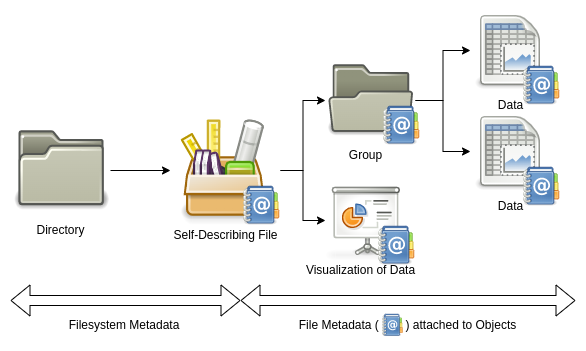 Data
Group
Data
Directory
Self-Describing File
Visualization of Data
Filesystem Metadata
File Metadata ( @ ) attached to Objects